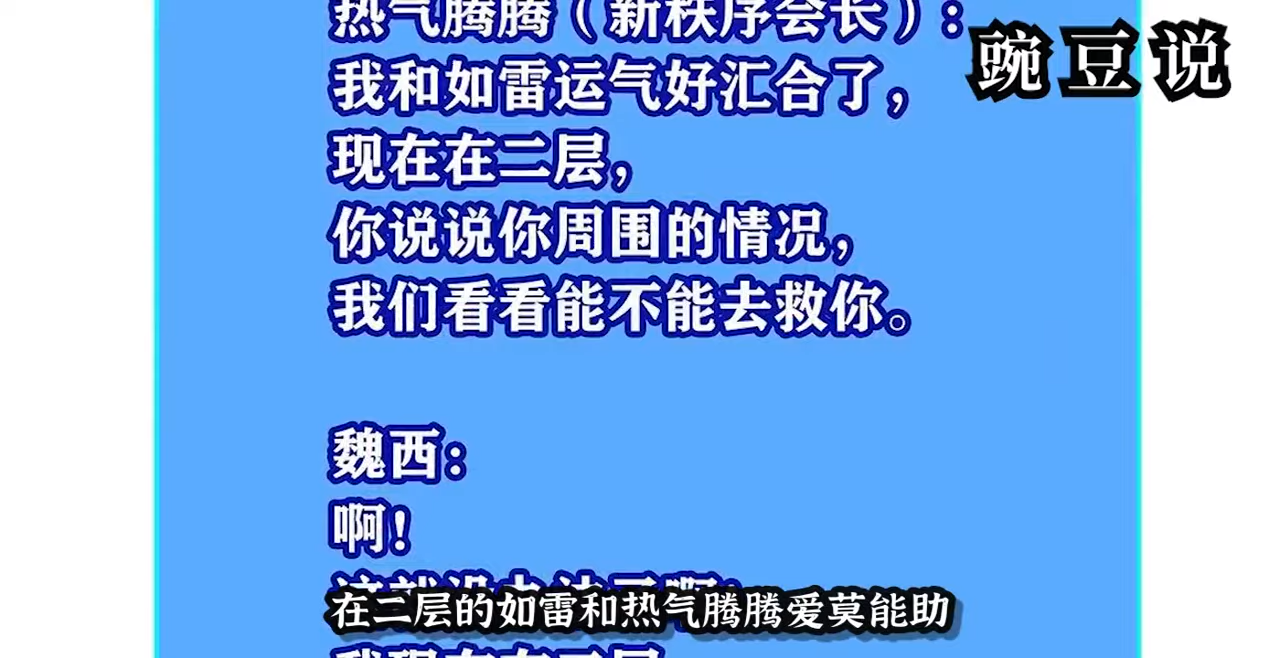 热气腾腾（新秩序会长）：
豌豆说
我和如雷运气好汇合了，
现在在二层，
你说说你周围的情况，
我们看看能不能去救你。
魏西：
啊！
在二层的如雷和热气腾腾爱莫能助